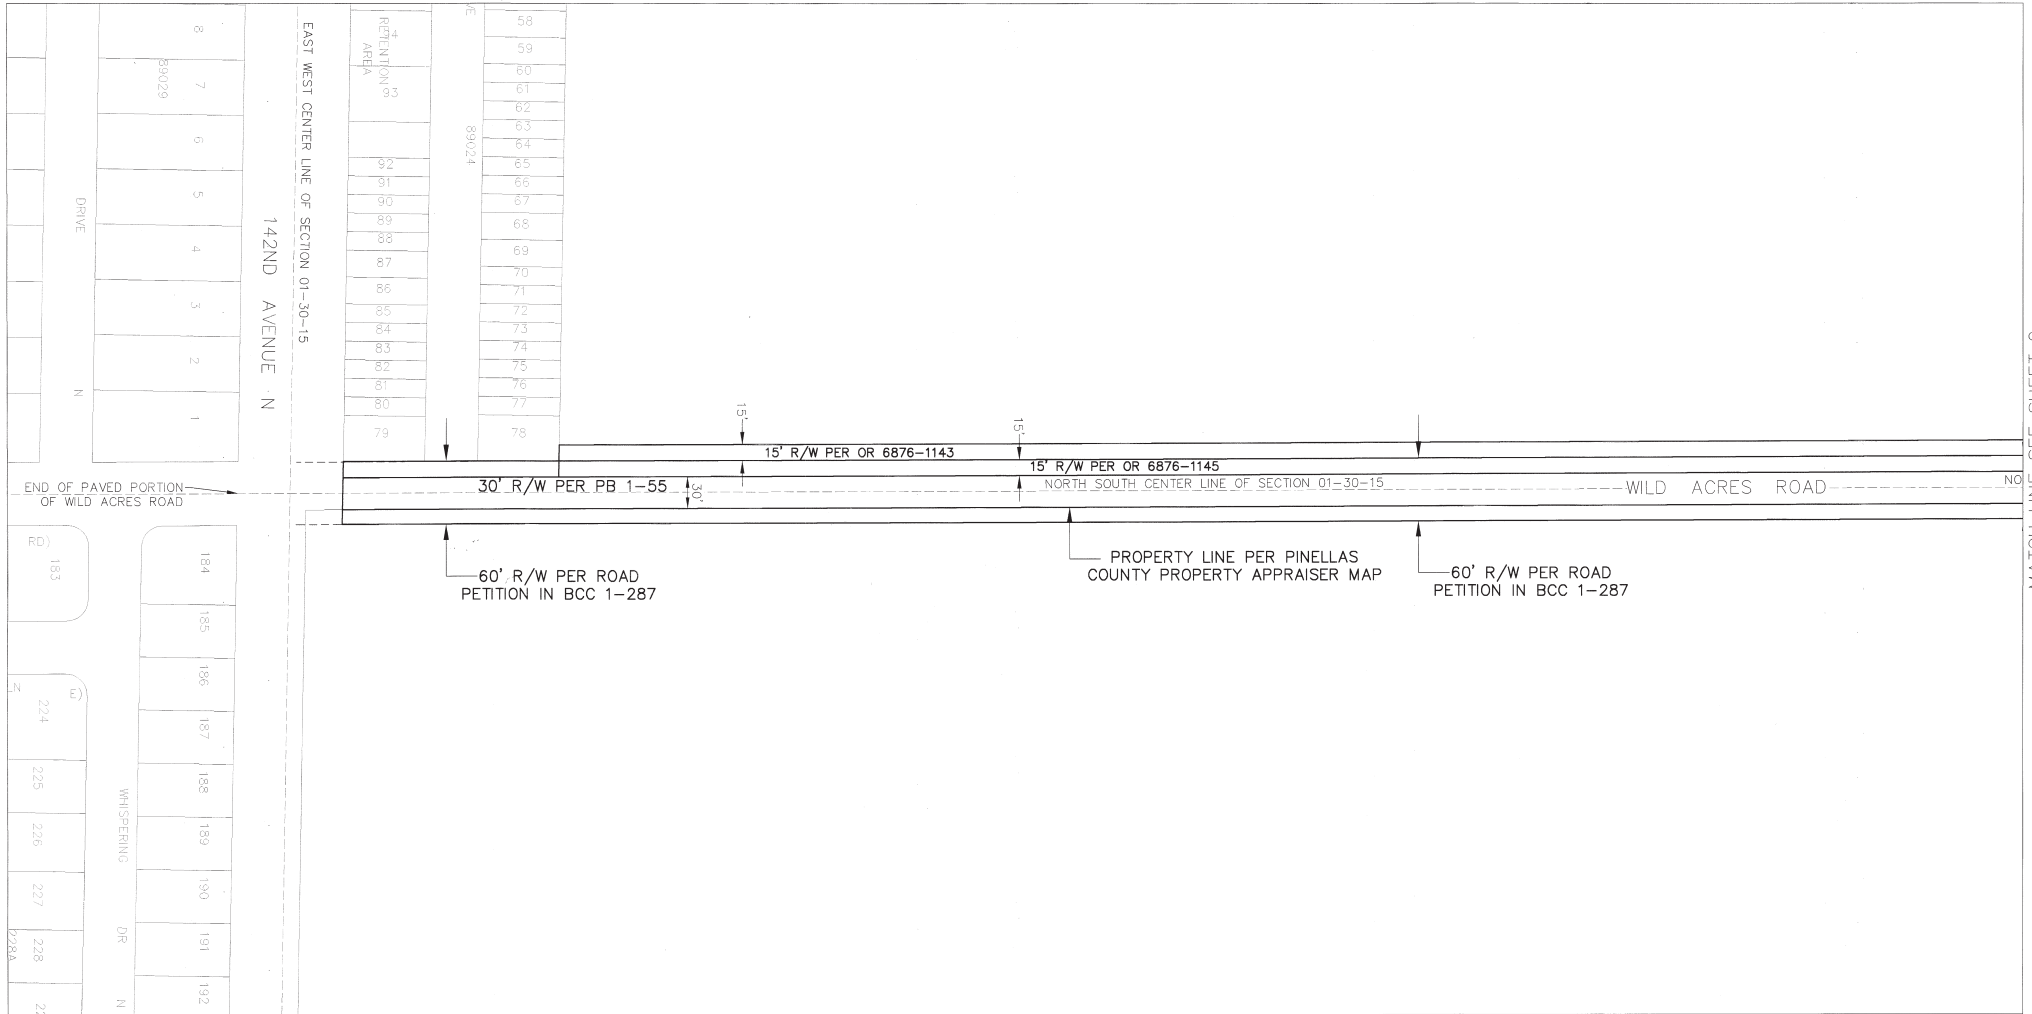 8
7
6
5
4
3
2
1
89029
DRIVE
N
142ND AVENUE N
EAST WEST CENTER LINE OF SECTION 01-30-15
RETENTION
AREA
93
92
91
90
89
88
87
86
85
84
83
82
81
80
79
VE
89024
58
59
60
61
62
63
64
65
66
67
68
69
70
71
72
73
74
75
76
77
78
15'
15'
15' R/W PER OR 6876-1143
15' R/W PER OR 6876-1145
30' R/W PER PB 1-55
30'
NORTH SOUTH CENTER LINE OF SECTION 01-30-15
WILD ACRES ROAD
NO
END OF PAVED PORTION
OF WILD ACRES ROAD
60' R/W PER ROAD
PETITION IN BCC 1-287
PROPERTY LINE PER PINELLAS
COUNTY PROPERTY APPRAISER MAP
60' R/W PER ROAD
PETITION IN BCC 1-287
RD)
183
184
185
186
187
188
189
190
191
192
LN
E)
224
225
226
227
228
228A
22
WHISPERING DR N